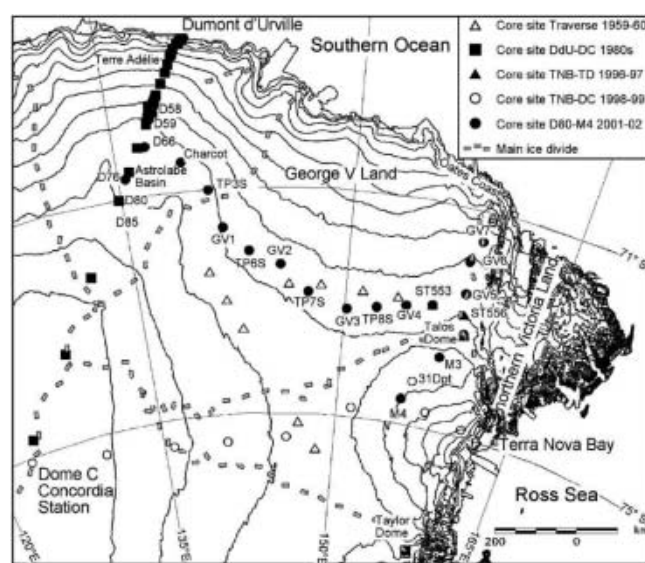 Dumont d'Urville
Southern Ocean
Terre Adélie
Core site Traverse 1959-60
Core site DdU-DC 1980s
Core site TNB-TD 1996-97
Core site TNB-DC 1998-99
Core site D80-M4 2001-02
Main ice divide
D58
D59
D66
Charcot
D76
Astrolabe
Basin
George V Land
Oates Coast
TP3S
D80
D85
GV1
GV7
71° S
TP6S
GV2
GV6
TP7S
ST553
GV5
GV3
TP8S
GV4
ST556
Talos
Dome
Northern Victoria Land
M3
31Dpt
M4
Terra Nova Bay
Dome C
Concordia
Station
Ross Sea
75° S
Taylor
Dome
120°E
135°E
150°E
165°E
200
0
200 km